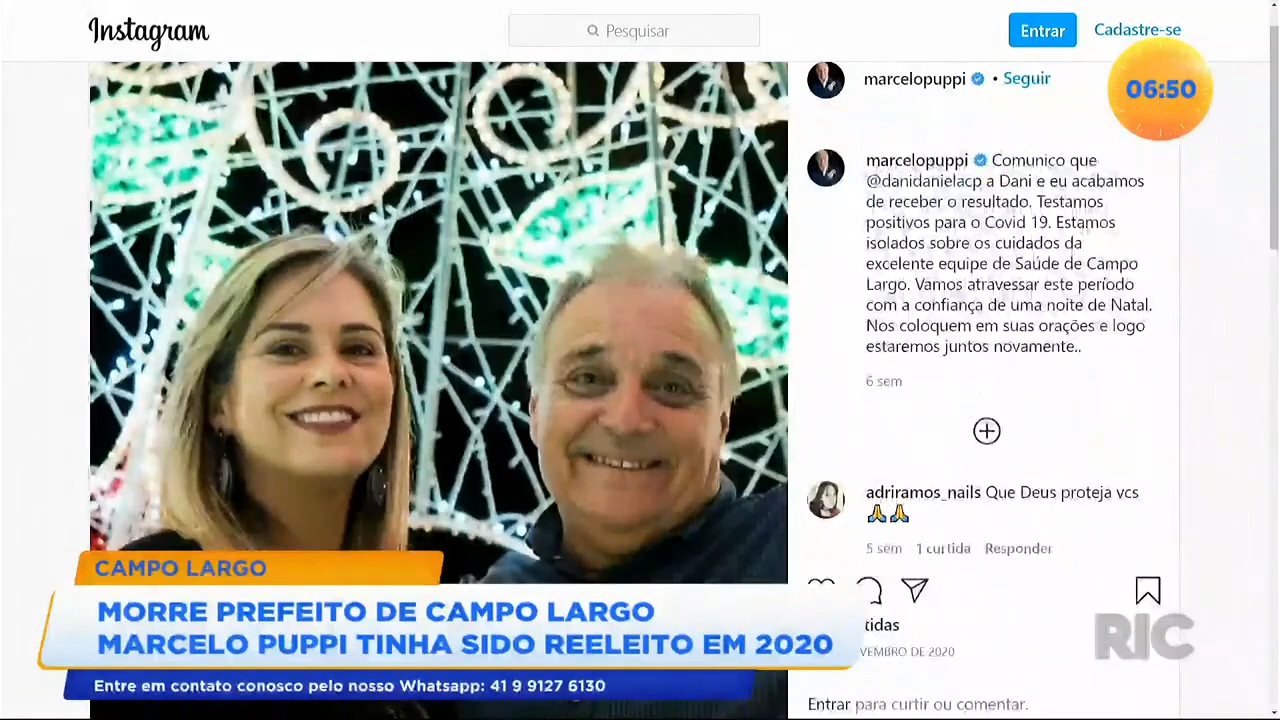 Instagram
Pesquisar
Entrar
Cadastre-se
06:50
marcelopuppi • Seguir
marcelopuppi Comunico que
@danidanielacp a Dani e eu acabamos
de receber o resultado. Testamos
positivos para o Covid 19. Estamos
isolados sobre os cuidados da
excelente equipe de Saúde de Campo
Largo. Vamos atravessar este período
com a confiança de uma noite de Natal.
Nos coloquem em suas orações e logo
estaremos juntos novamente..
6 sem
adriramos_nails Que Deus proteja vcs
🙏🙏
5 sem 1 curtida Responder
tidas
VEMBRO DE 2020
Entrar para curtir ou comentar.
CAMPO LARGO
MORRE PREFEITO DE CAMPO LARGO
MARCELO PUPPI TINHA SIDO REELEITO EM 2020
Entre em contato conosco pelo nosso Whatsapp: 41 9 9127 6130
RIC